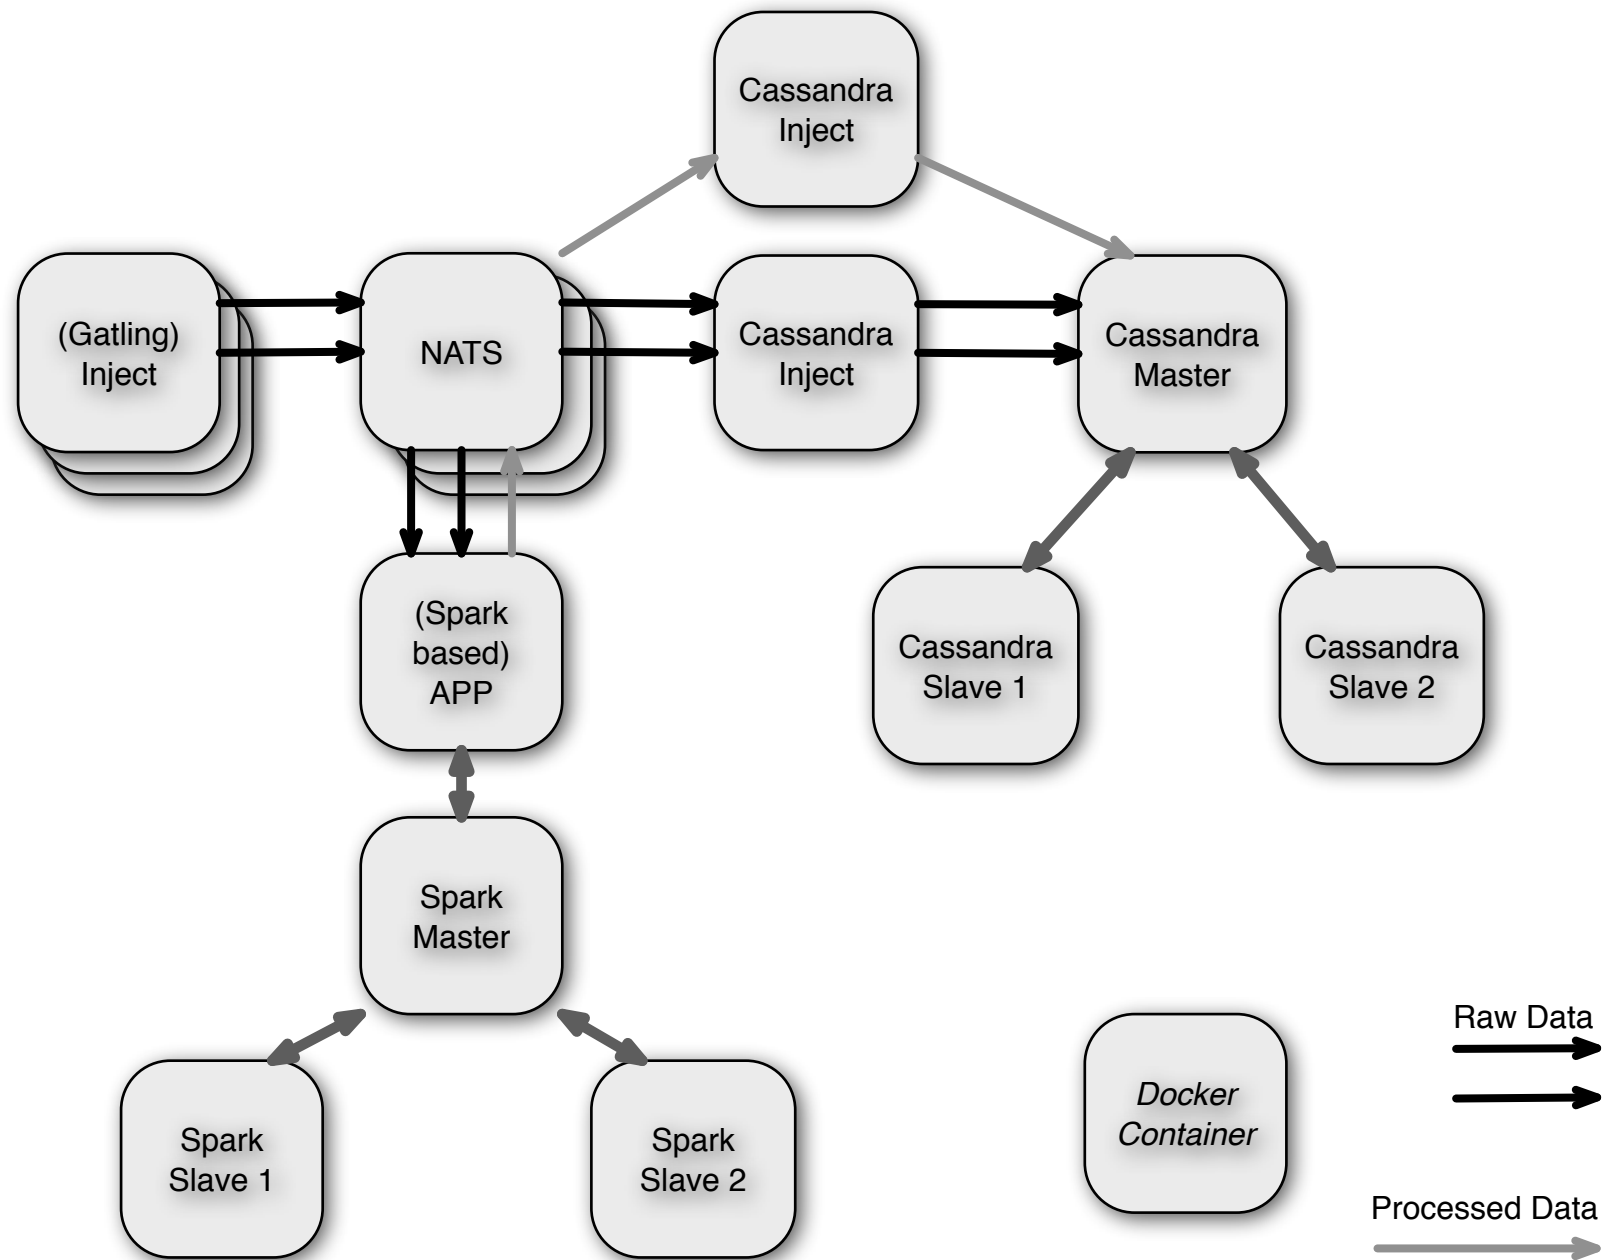 Cassandra
Inject
(Gatling)
Inject
NATS
Cassandra
Inject
Cassandra
Master
(Spark
based)
APP
Cassandra
Slave 1
Cassandra
Slave 2
Spark
Master
Spark
Slave 1
Spark
Slave 2
Docker
Container
Raw Data
Processed Data